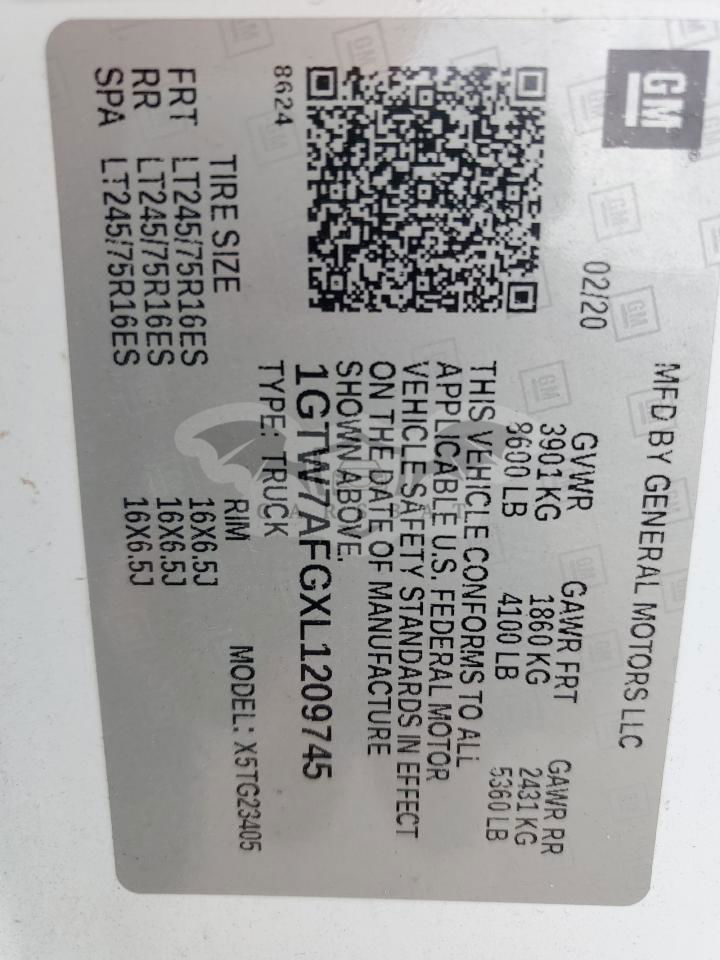 GM
MFD BY GENERAL MOTORS LLC
02/20
GVWR GAWR FRT GAWR RR
3901 KG 1860 KG 2431 KG
8600 LB 4100 LB 5360 LB
THIS VEHICLE CONFORMS TO ALL
APPLICABLE U.S. FEDERAL MOTOR
VEHICLE SAFETY STANDARDS IN EFFECT
ON THE DATE OF MANUFACTURE
SHOWN ABOVE.
1GTW7AFGXL1209745
TYPE: TRUCK
8624
MODEL: X5TG23405
TIRE SIZE RIM
FRT LT245/75R16ES 16X6.5J
RR LT245/75R16ES 16X6.5J
SPA LT245/75R16ES 16X6.5J